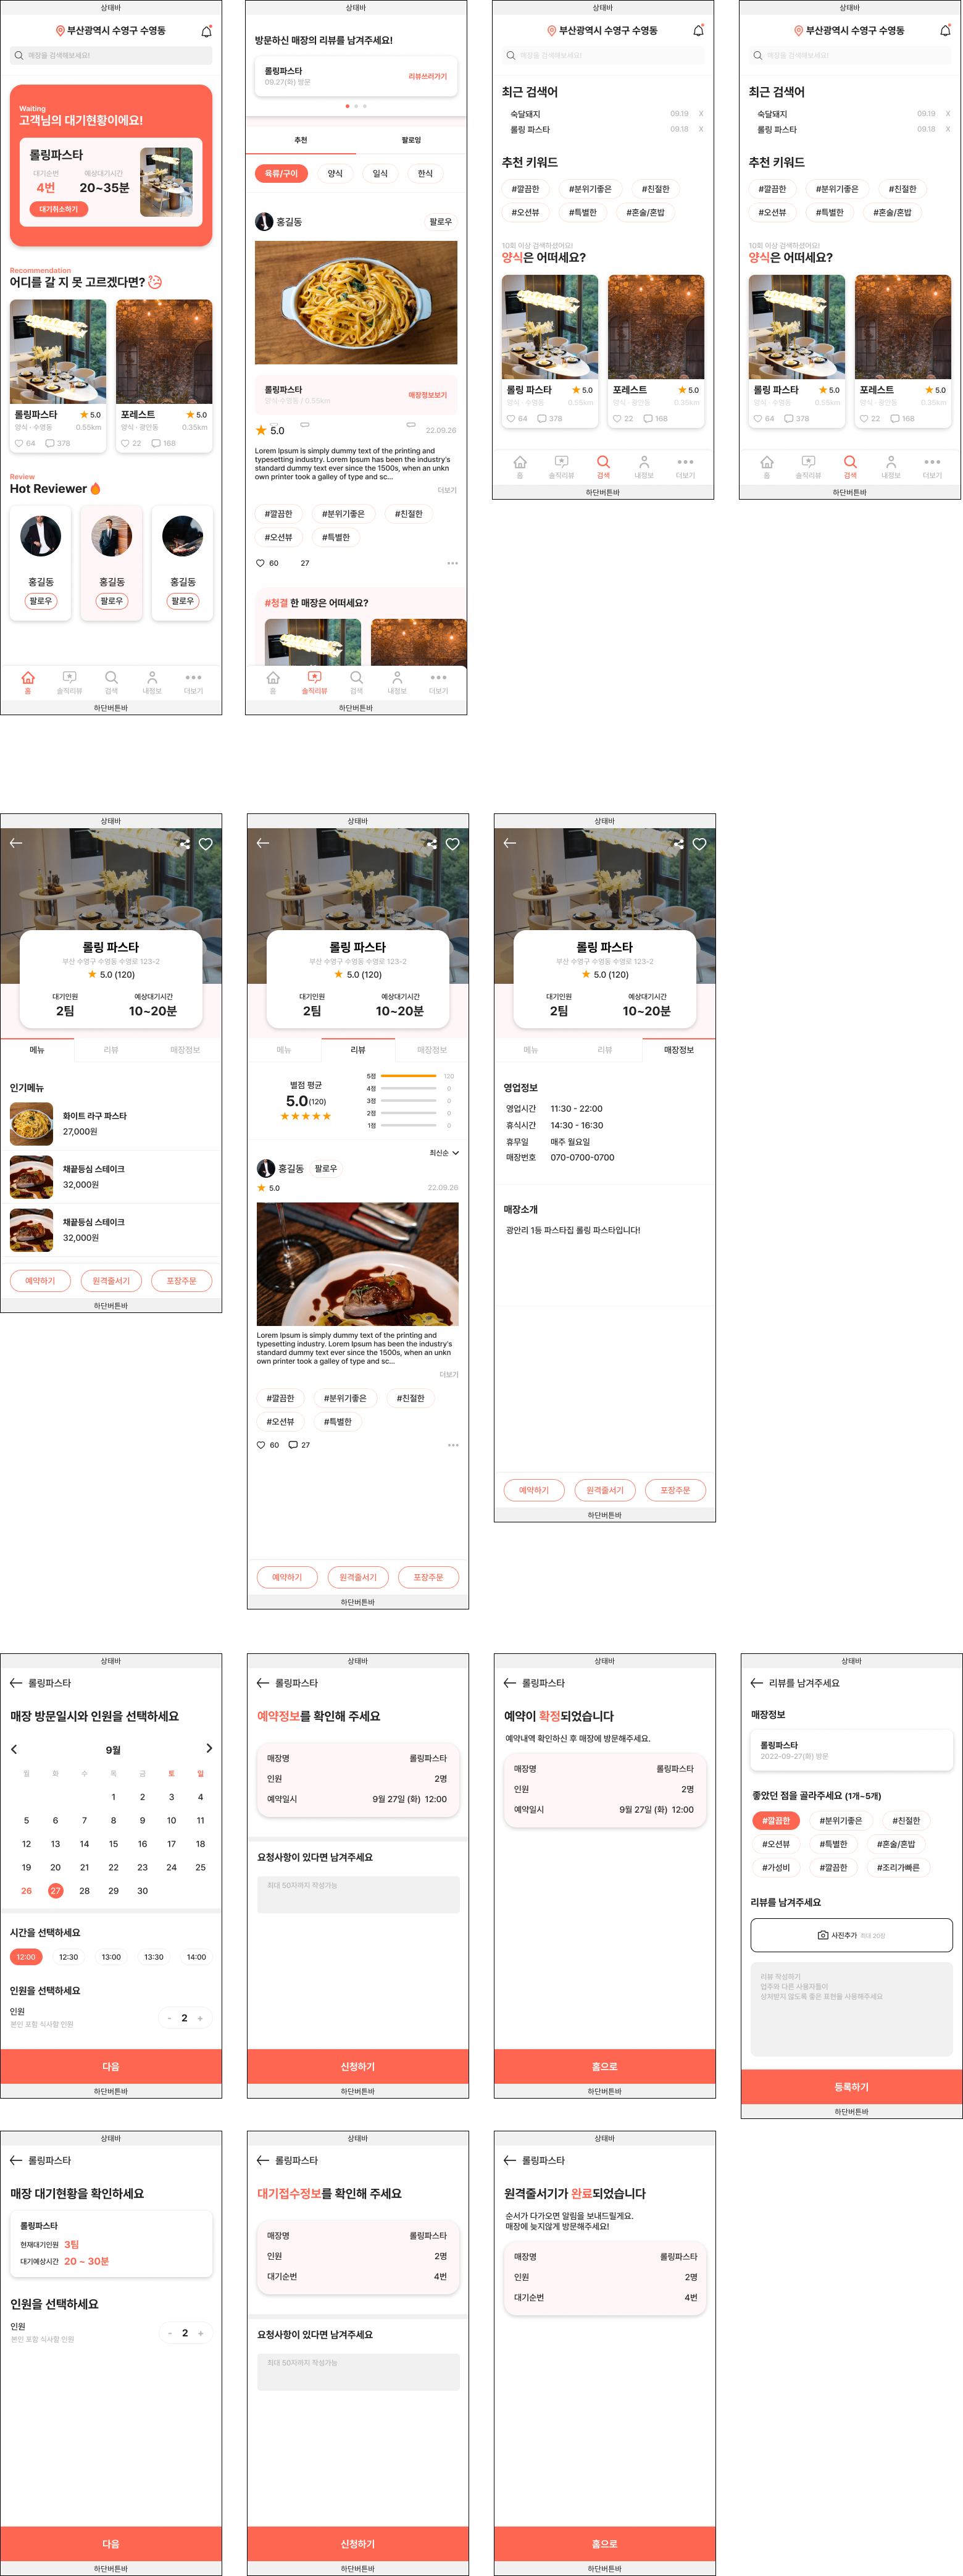 상태바
부산광역시 수영구 수영동
매장을 검색해보세요!
Waiting
고객님의 대기현황이에요!
롤링파스타
대기순번 예상대기시간
4번 20~35분
대기취소하기
Recommendation
어디를 갈 지 못 고르겠다면?
롤링파스타 5.0
양식 · 수영동 0.55km
64 378
포레스트 5.0
양식 · 광안동 0.35km
22 168
Review
Hot Reviewer
홍길동 홍길동 홍길동
팔로우 팔로우 팔로우
홈 솔직리뷰 검색 내정보 더보기
하단버튼바
상태바
방문하신 매장의 리뷰를 남겨주세요!
롤링파스타
09.27(화) 방문
리뷰쓰러가기
추천 팔로잉
육류/구이 양식 일식 한식
홍길동 팔로우
롤링파스타
양식·수영동 / 0.55km
매장정보보기
5.0 22.09.26
Lorem Ipsum is simply dummy text of the printing and
typesetting industry. Lorem Ipsum has been the industry's
standard dummy text ever since the 1500s, when an unkn
own printer took a galley of type and sc...
더보기
#깔끔한 #분위기좋은 #친절한
#오션뷰 #특별한
60 27
#청결 한 매장은 어떠세요?
홈 솔직리뷰 검색 내정보 더보기
하단버튼바
상태바
부산광역시 수영구 수영동
매장을 검색해보세요!
최근 검색어
숙달돼지 09.19 X
롤링 파스타 09.18 X
추천 키워드
#깔끔한 #분위기좋은 #친절한
#오션뷰 #특별한 #혼술/혼밥
10회 이상 검색하셨어요!
양식은 어떠세요?
롤링 파스타 5.0
양식 · 수영동 0.55km
64 378
포레스트 5.0
양식 · 광안동 0.35km
22 168
홈 솔직리뷰 검색 내정보 더보기
하단버튼바
상태바
부산광역시 수영구 수영동
매장을 검색해보세요!
최근 검색어
숙달돼지 09.19 X
롤링 파스타 09.18 X
추천 키워드
#깔끔한 #분위기좋은 #친절한
#오션뷰 #특별한 #혼술/혼밥
10회 이상 검색하셨어요!
양식은 어떠세요?
롤링 파스타 5.0
양식 · 수영동 0.55km
64 378
포레스트 5.0
양식 · 광안동 0.35km
22 168
홈 솔직리뷰 검색 내정보 더보기
하단버튼바
상태바
롤링 파스타
부산 수영구 수영동 수영로 123-2
5.0 (120)
대기인원 예상대기시간
2팀 10~20분
메뉴 리뷰 매장정보
인기메뉴
화이트 라구 파스타
27,000원
채끝등심 스테이크
32,000원
채끝등심 스테이크
32,000원
예약하기 원격줄서기 포장주문
하단버튼바
상태바
롤링 파스타
부산 수영구 수영동 수영로 123-2
5.0 (120)
대기인원 예상대기시간
2팀 10~20분
메뉴 리뷰 매장정보
별점 평균
5.0(120)
5점 120
4점 0
3점 0
2점 0
1점 0
최신순
홍길동 팔로우
5.0 22.09.26
Lorem Ipsum is simply dummy text of the printing and
typesetting industry. Lorem Ipsum has been the industry's
standard dummy text ever since the 1500s, when an unkn
own printer took a galley of type and sc...
더보기
#깔끔한 #분위기좋은 #친절한
#오션뷰 #특별한
60 27
예약하기 원격줄서기 포장주문
하단버튼바
상태바
롤링 파스타
부산 수영구 수영동 수영로 123-2
5.0 (120)
대기인원 예상대기시간
2팀 10~20분
메뉴 리뷰 매장정보
영업정보
영업시간 11:30 - 22:00
휴식시간 14:30 - 16:30
휴무일 매주 월요일
매장번호 070-0700-0700
매장소개
광안리 1등 파스타집 롤링 파스타입니다!
예약하기 원격줄서기 포장주문
하단버튼바
상태바
롤링파스타
매장 방문일시와 인원을 선택하세요
9월
월 화 수 목 금 토 일
1 2 3 4
5 6 7 8 9 10 11
12 13 14 15 16 17 18
19 20 21 22 23 24 25
26 27 28 29 30
시간을 선택하세요
12:00 12:30 13:00 13:30 14:00
인원을 선택하세요
인원
본인 포함 식사할 인원
- 2 +
다음
하단버튼바
상태바
롤링파스타
예약정보를 확인해 주세요
매장명 롤링파스타
인원 2명
예약일시 9월 27일 (화) 12:00
요청사항이 있다면 남겨주세요
최대 50자까지 작성가능
신청하기
하단버튼바
상태바
롤링파스타
예약이 확정되었습니다
예약내역 확인하신 후 매장에 방문해주세요.
매장명 롤링파스타
인원 2명
예약일시 9월 27일 (화) 12:00
홈으로
하단버튼바
상태바
리뷰를 남겨주세요
매장정보
롤링파스타
2022-09-27(화) 방문
좋았던 점을 골라주세요 (1개~5개)
#깔끔한 #분위기좋은 #친절한
#오션뷰 #특별한 #혼술/혼밥
#가성비 #깔끔한 #조리가빠른
리뷰를 남겨주세요
사진추가 최대 20장
리뷰 작성하기
업주와 다른 사용자들이
상처받지 않도록 좋은 표현을 사용해주세요
등록하기
하단버튼바
상태바
롤링파스타
매장 대기현황을 확인하세요
롤링파스타
현재대기인원 3팀
대기예상시간 20 ~ 30분
인원을 선택하세요
인원
본인 포함 식사할 인원
- 2 +
다음
하단버튼바
상태바
롤링파스타
대기접수정보를 확인해 주세요
매장명 롤링파스타
인원 2명
대기순번 4번
요청사항이 있다면 남겨주세요
최대 50자까지 작성가능
신청하기
하단버튼바
상태바
롤링파스타
원격줄서기가 완료되었습니다
순서가 다가오면 알림을 보내드릴게요.
매장에 늦지않게 방문해주세요!
매장명 롤링파스타
인원 2명
대기순번 4번
홈으로
하단버튼바